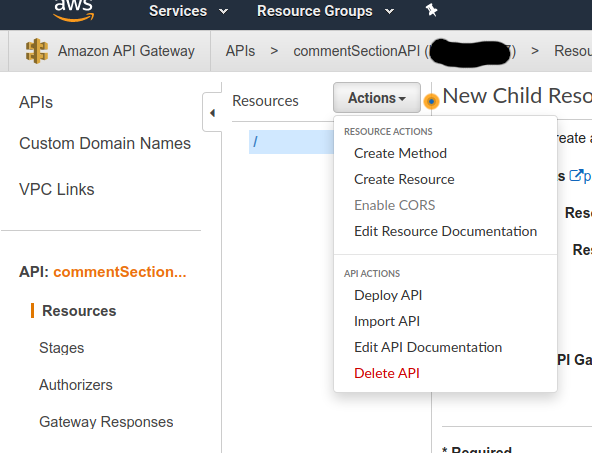 aws
Services
Resource Groups
Amazon API Gateway
APIs > commentSectionAPI ( ) > Resou
APIs
Custom Domain Names
VPC Links
API: commentSection...
Resources
Stages
Authorizers
Gateway Responses
Resources
/
Actions
RESOURCE ACTIONS
Create Method
Create Resource
Enable CORS
Edit Resource Documentation
API ACTIONS
Deploy API
Import API
Edit API Documentation
Delete API
New Child Reso
reate a
s p
Reso
Res
PI Ga
* Required